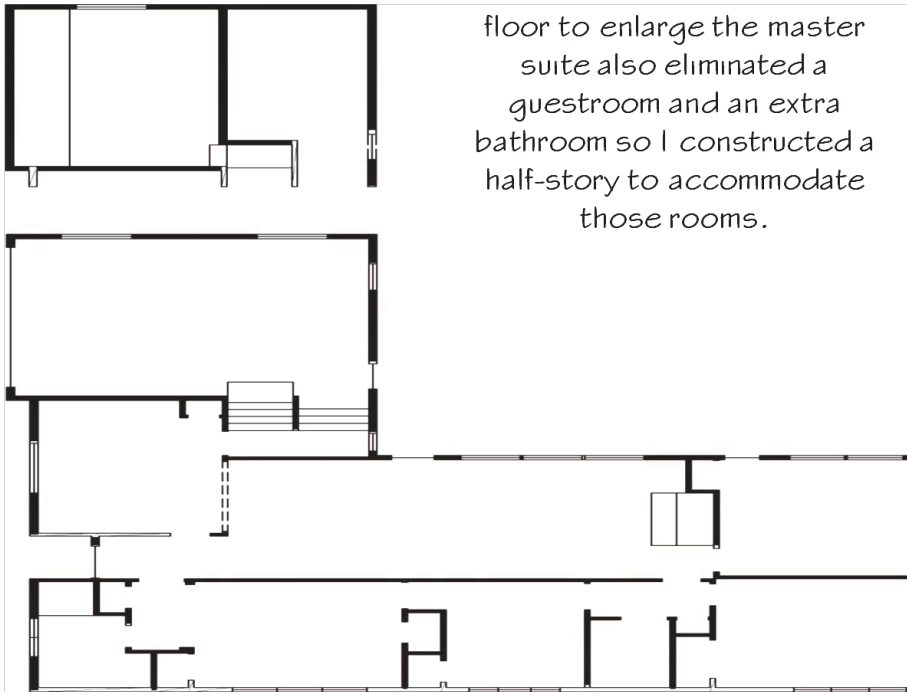 floor to enlarge the master
suite also eliminated a
guestroom and an extra
bathroom so I constructed a
half-story to accommodate
those rooms.